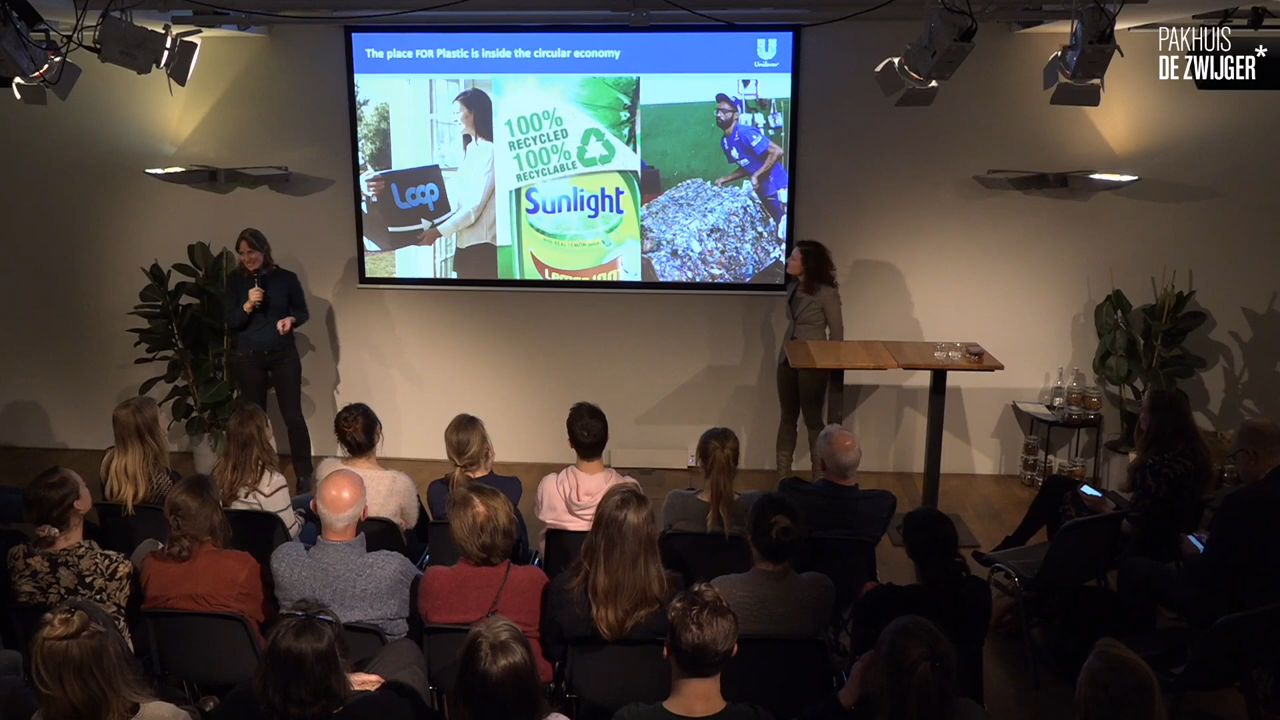 PAKHUIS
DE ZWIJGER*
The place FOR Plastic is inside the circular economy
Unilever
Loop
100%
RECYCLED
100%
RECYCLABLE
Sunlight